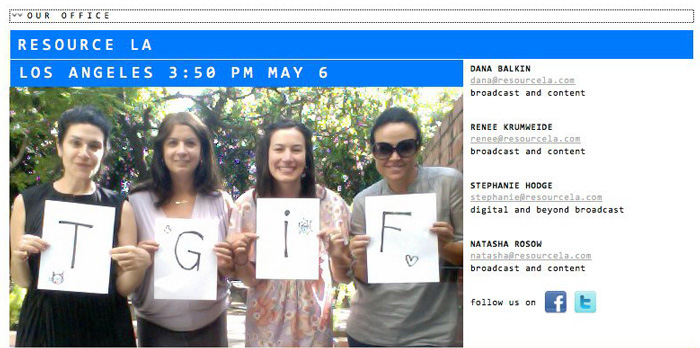 OUR OFFICE
RESOURCE LA
LOS ANGELES 3:50 PM MAY 6
T G i F
DANA BALKIN
dana@resourcela.com
broadcast and content
RENEE KRUMWEIDE
renee@resourcela.com
broadcast and content
STEPHANIE HODGE
stephanie@resourcela.com
digital and beyond broadcast
NATASHA ROSOW
natasha@resourcela.com
broadcast and content
follow us on f t